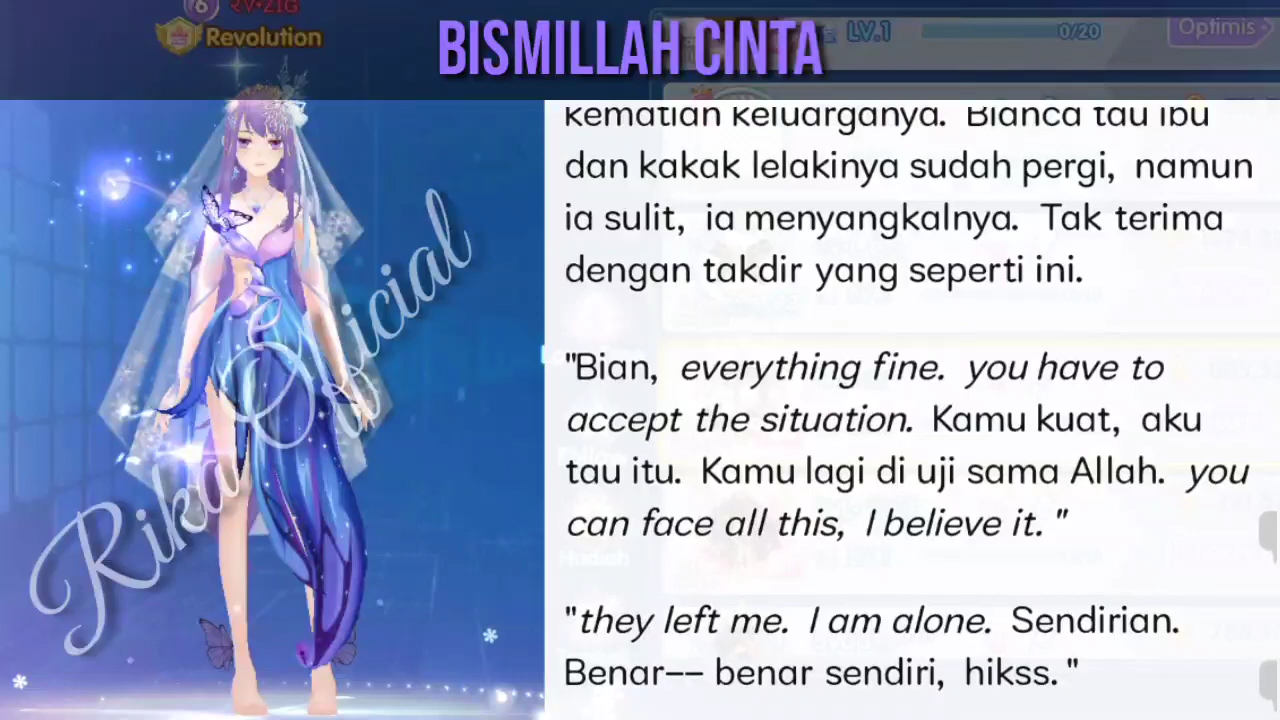 6
RV•ZIG
Revolution
BISMILLAH CINTA
LV.1
0/20
Optimis
kematian keluarganya. Bianca tau ibu
dan kakak lelakinya sudah pergi, namun
ia sulit, ia menyangkalnya. Tak terima
dengan takdir yang seperti ini.
"Bian, everything fine. you have to
accept the situation. Kamu kuat, aku
tau itu. Kamu lagi di uji sama Allah. you
can face all this, I believe it. "
"they left me. I am alone. Sendirian.
Benar-- benar sendiri, hikss. "
Rika Official